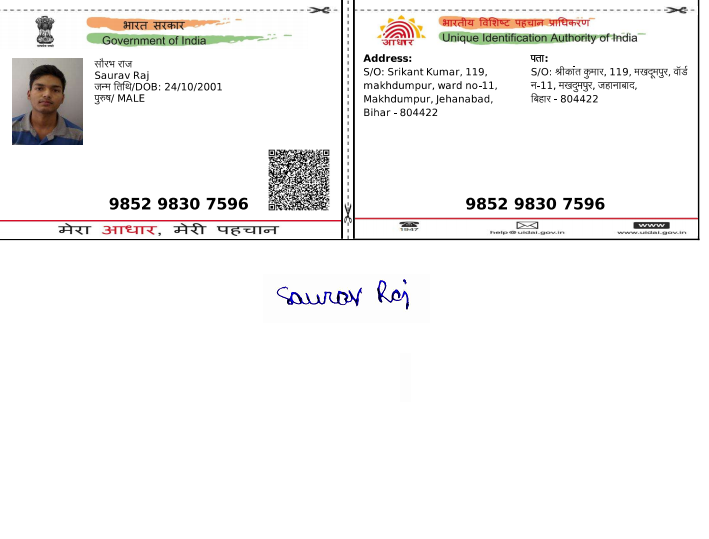 भारत सरकार
Government of India
सौरभ राज
Saurav Raj
जन्म तिथि/DOB: 24/10/2001
पुरुष/ MALE
9852 9830 7596
मेरा आधार, मेरी पहचान
भारतीय विशिष्ट पहचान प्राधिकरण
Unique Identification Authority of India
आधार
Address:
S/O: Srikant Kumar, 119,
makhdumpur, ward no-11,
Makhdumpur, Jehanabad,
Bihar - 804422
पता:
S/O: श्रीकांत कुमार, 119, मखदूमपुर, वॉर्ड
न-11, मखदुमपुर, जहानाबाद,
बिहार - 804422
9852 9830 7596
1947
help@uidai.gov.in
www
www.uidai.gov.in
Saurav Raj